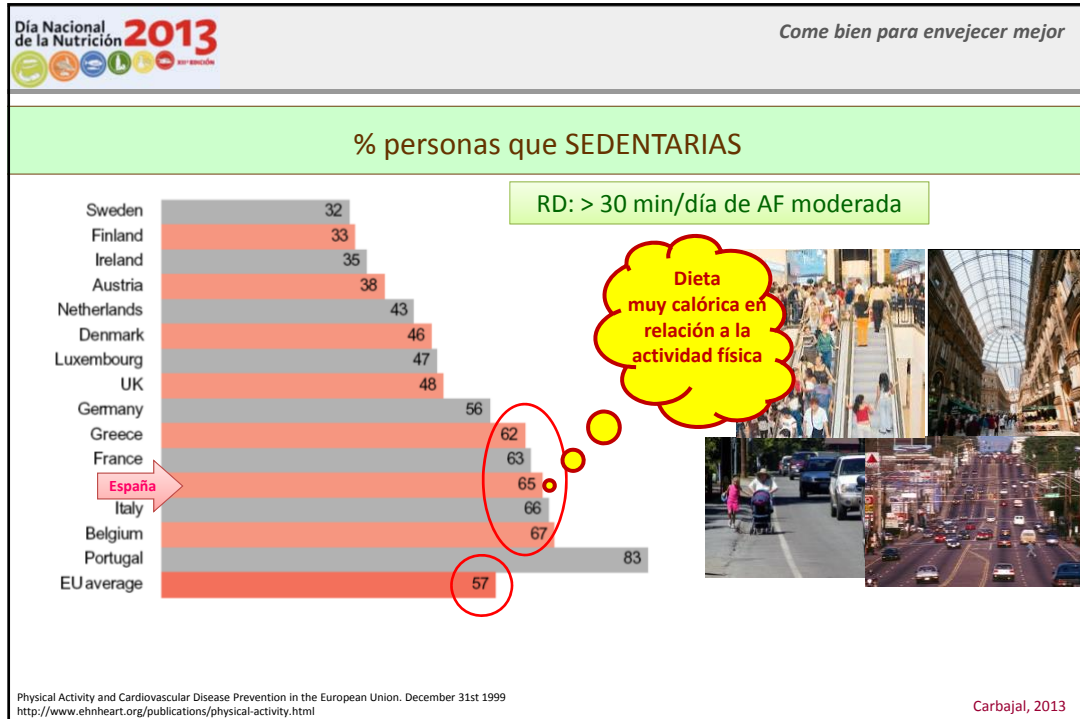 Día Nacional
de la Nutrición 2013
XIIª EDICIÓN
Come bien para envejecer mejor
% personas que SEDENTARIAS
RD: > 30 min/día de AF moderada
Sweden 32
Finland 33
Ireland 35
Austria 38
Netherlands 43
Denmark 46
Luxembourg 47
UK 48
Germany 56
Greece 62
France 63
España 65
Italy 66
Belgium 67
Portugal 83
EU average 57
Dieta
muy calórica en
relación a la
actividad física
Physical Activity and Cardiovascular Disease Prevention in the European Union. December 31st 1999
http://www.ehnheart.org/publications/physical-activity.html
Carbajal, 2013